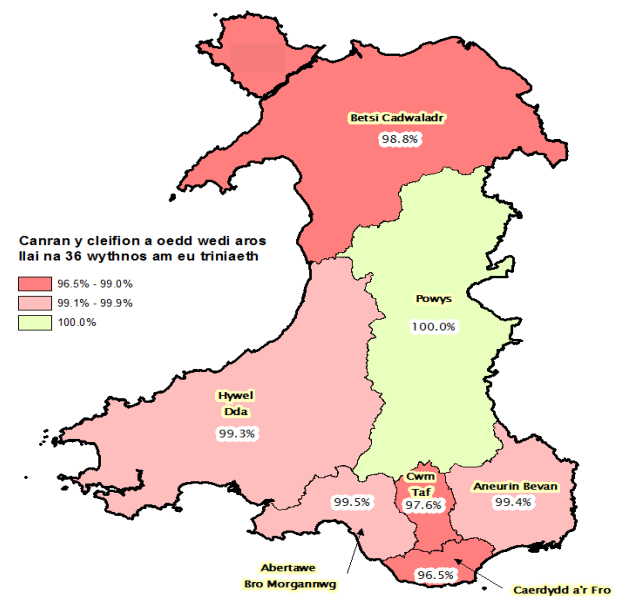 Betsi Cadwaladr
98.8%
Canran y cleifion a oedd wedi aros
llai na 36 wythnos am eu triniaeth
96.5% - 99.0%
99.1% - 99.9%
100.0%
Powys
100.0%
Hywel
Dda
99.3%
Cwm
Taf
97.6%
Aneurin Bevan
99.4%
99.5%
Abertawe
Bro Morgannwg
96.5%
Caerdydd a'r Fro